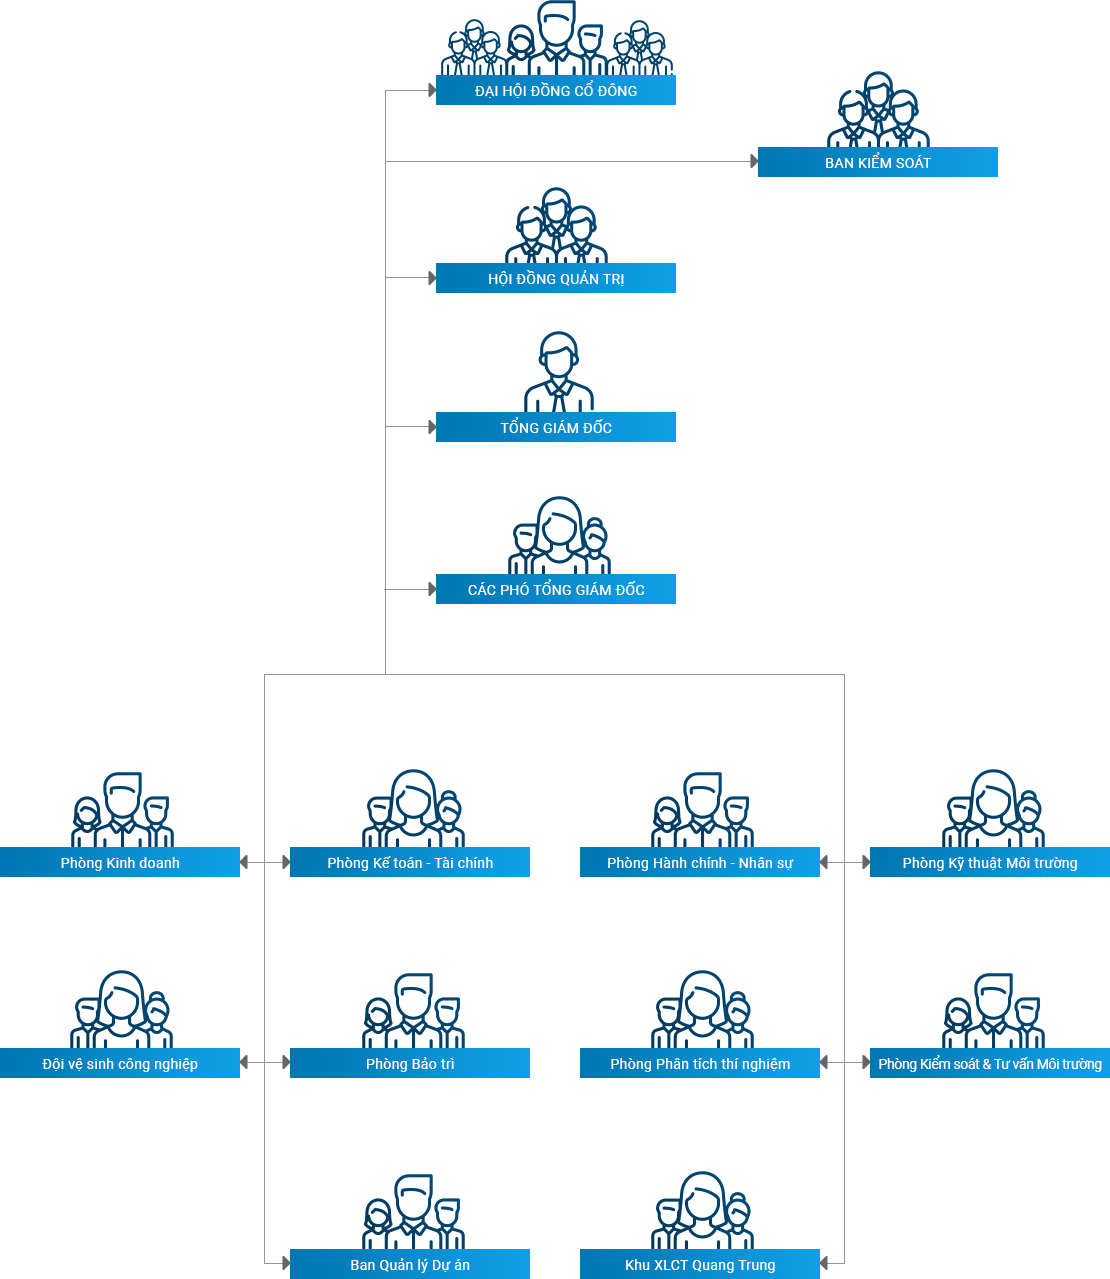 ĐẠI HỘI ĐỒNG CỔ ĐÔNG
BAN KIỂM SOÁT
HỘI ĐỒNG QUẢN TRỊ
TỔNG GIÁM ĐỐC
CÁC PHÓ TỔNG GIÁM ĐỐC
Phòng Kinh doanh
Phòng Kế toán - Tài chính
Phòng Hành chính - Nhân sự
Phòng Kỹ thuật Môi trường
Đội vệ sinh công nghiệp
Phòng Bảo trì
Phòng Phân tích thí nghiệm
Phòng Kiểm soát & Tư vấn Môi trường
Ban Quản lý Dự án
Khu XLCT Quang Trung